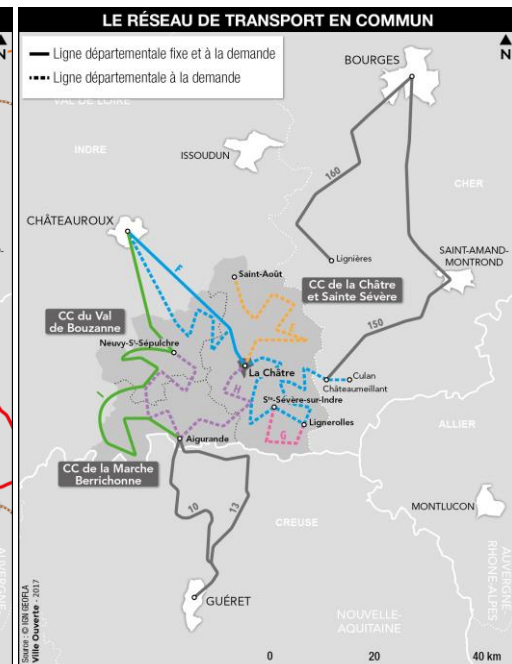 LE RÉSEAU DE TRANSPORT EN COMMUN
Ligne départementale fixe et à la demande
Ligne départementale à la demande
N
N
VAL DE LOIRE
BOURGES
INDRE
ISSOUDUN
160
CHER
CHÂTEAUROUX
Lignières
SAINT-AMAND-
MONTROND
F
Saint-Août
CC de la Châtre
et Sainte Sévère
CC du Val
de Bouzanne
150
Neuvy-St-Sépulchre
La Châtre
Culan
Châteaumeillant
H
I
Ste-Sévère-sur-Indre
G
Lignerolles
ALLIER
Aigurande
CC de la Marche
Berrichonne
10
13
MONTLUCON
CREUSE
GUÉRET
NOUVELLE-
AQUITAINE
AUVERGNE-
RHONE-ALPES
Source : © IGN GEOFLA
Ville Ouverte - 2017
0
20
40 km